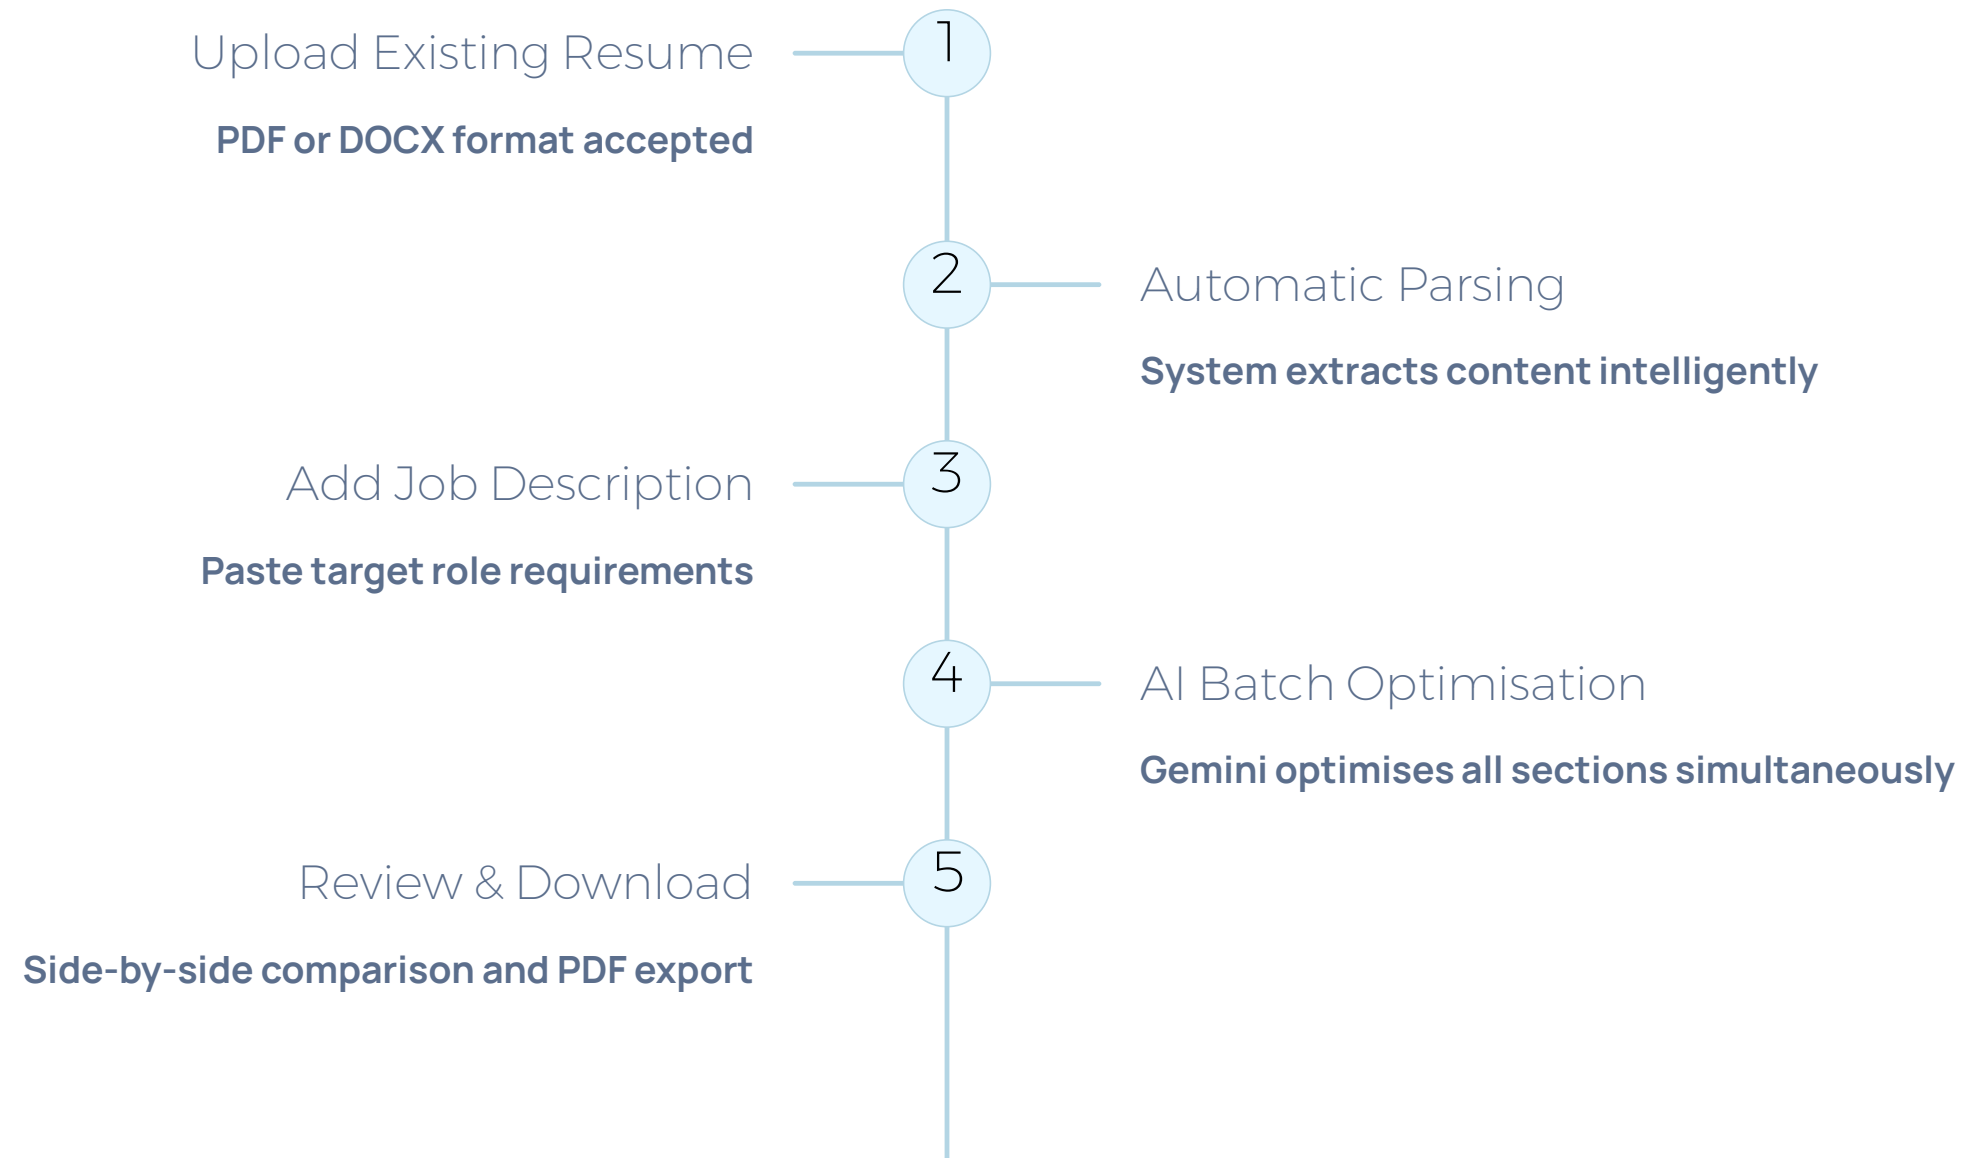 1
Upload Existing Resume
PDF or DOCX format accepted
2
Automatic Parsing
System extracts content intelligently
3
Add Job Description
Paste target role requirements
4
AI Batch Optimisation
Gemini optimises all sections simultaneously
5
Review & Download
Side-by-side comparison and PDF export